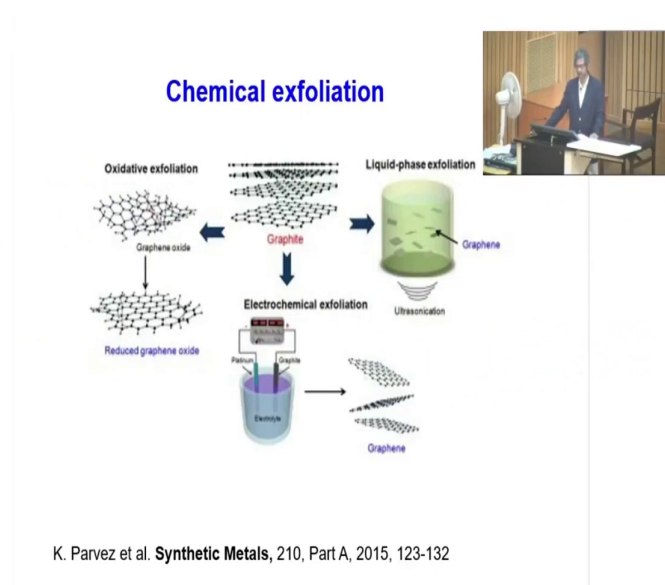 Chemical exfoliation
Oxidative exfoliation
Liquid-phase exfoliation
Graphene oxide
Graphite
Graphene
Electrochemical exfoliation
Ultrasonication
Reduced graphene oxide
- +
Platinum
Graphite
Electrolyte
Graphene
K. Parvez et al. Synthetic Metals, 210, Part A, 2015, 123-132